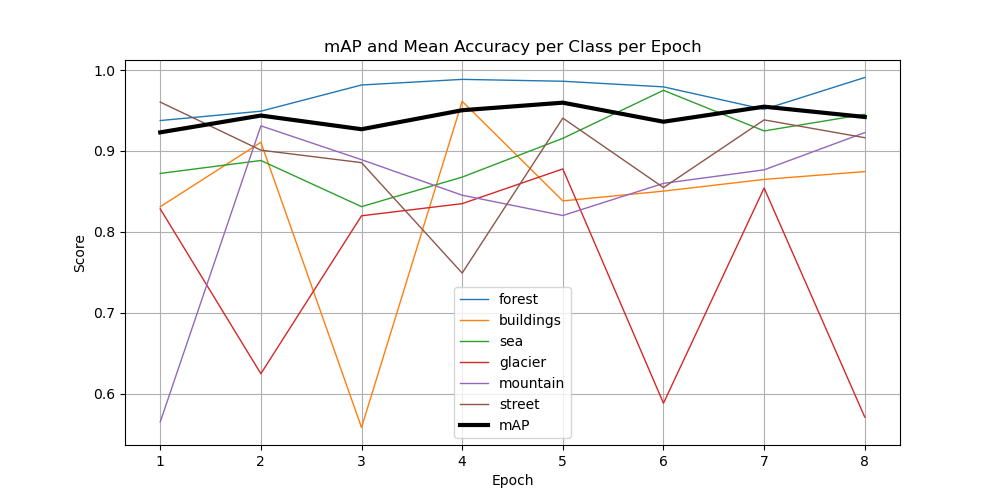 mAP and Mean Accuracy per Class per Epoch
1.0
0.9
0.8
0.7
0.6
Score
forest
buildings
sea
glacier
mountain
street
mAP
1 2 3 4 5 6 7 8
Epoch